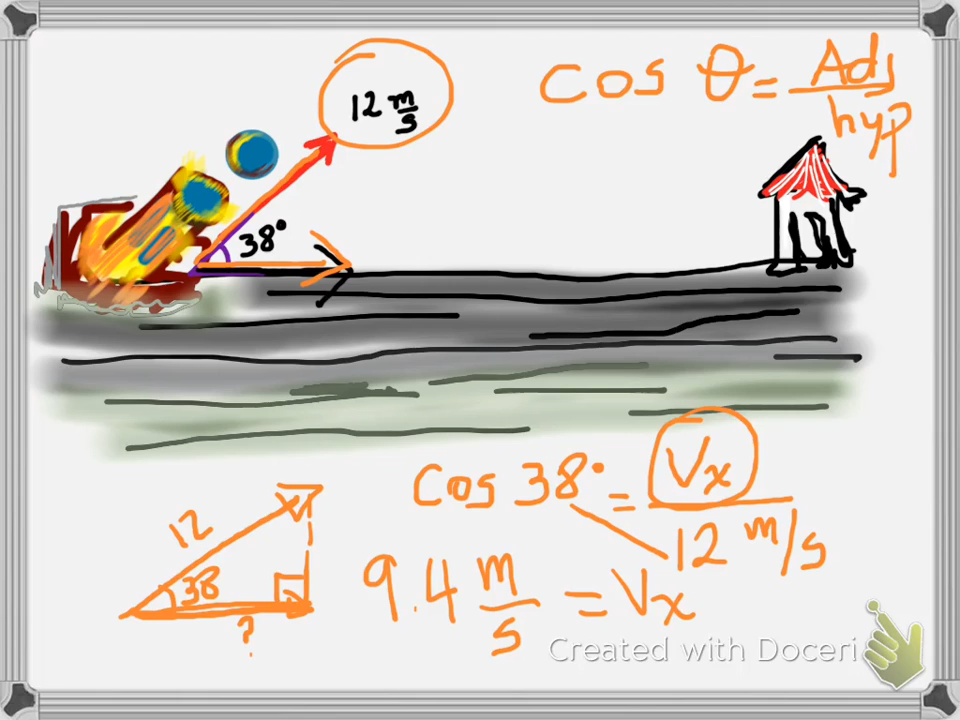 12 m/s
cos θ = Adj/hyp
38°
cos 38° = Vx/12 m/s
12
38
?
9.4 m/s = Vx
Created with Doceri